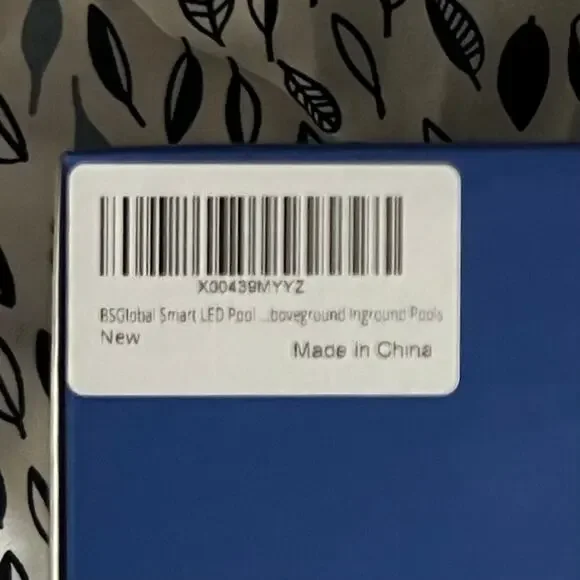 X00439MYYZ
BSGlobal Smart LED Pool ...boveground Inground Pools
New
Made in China